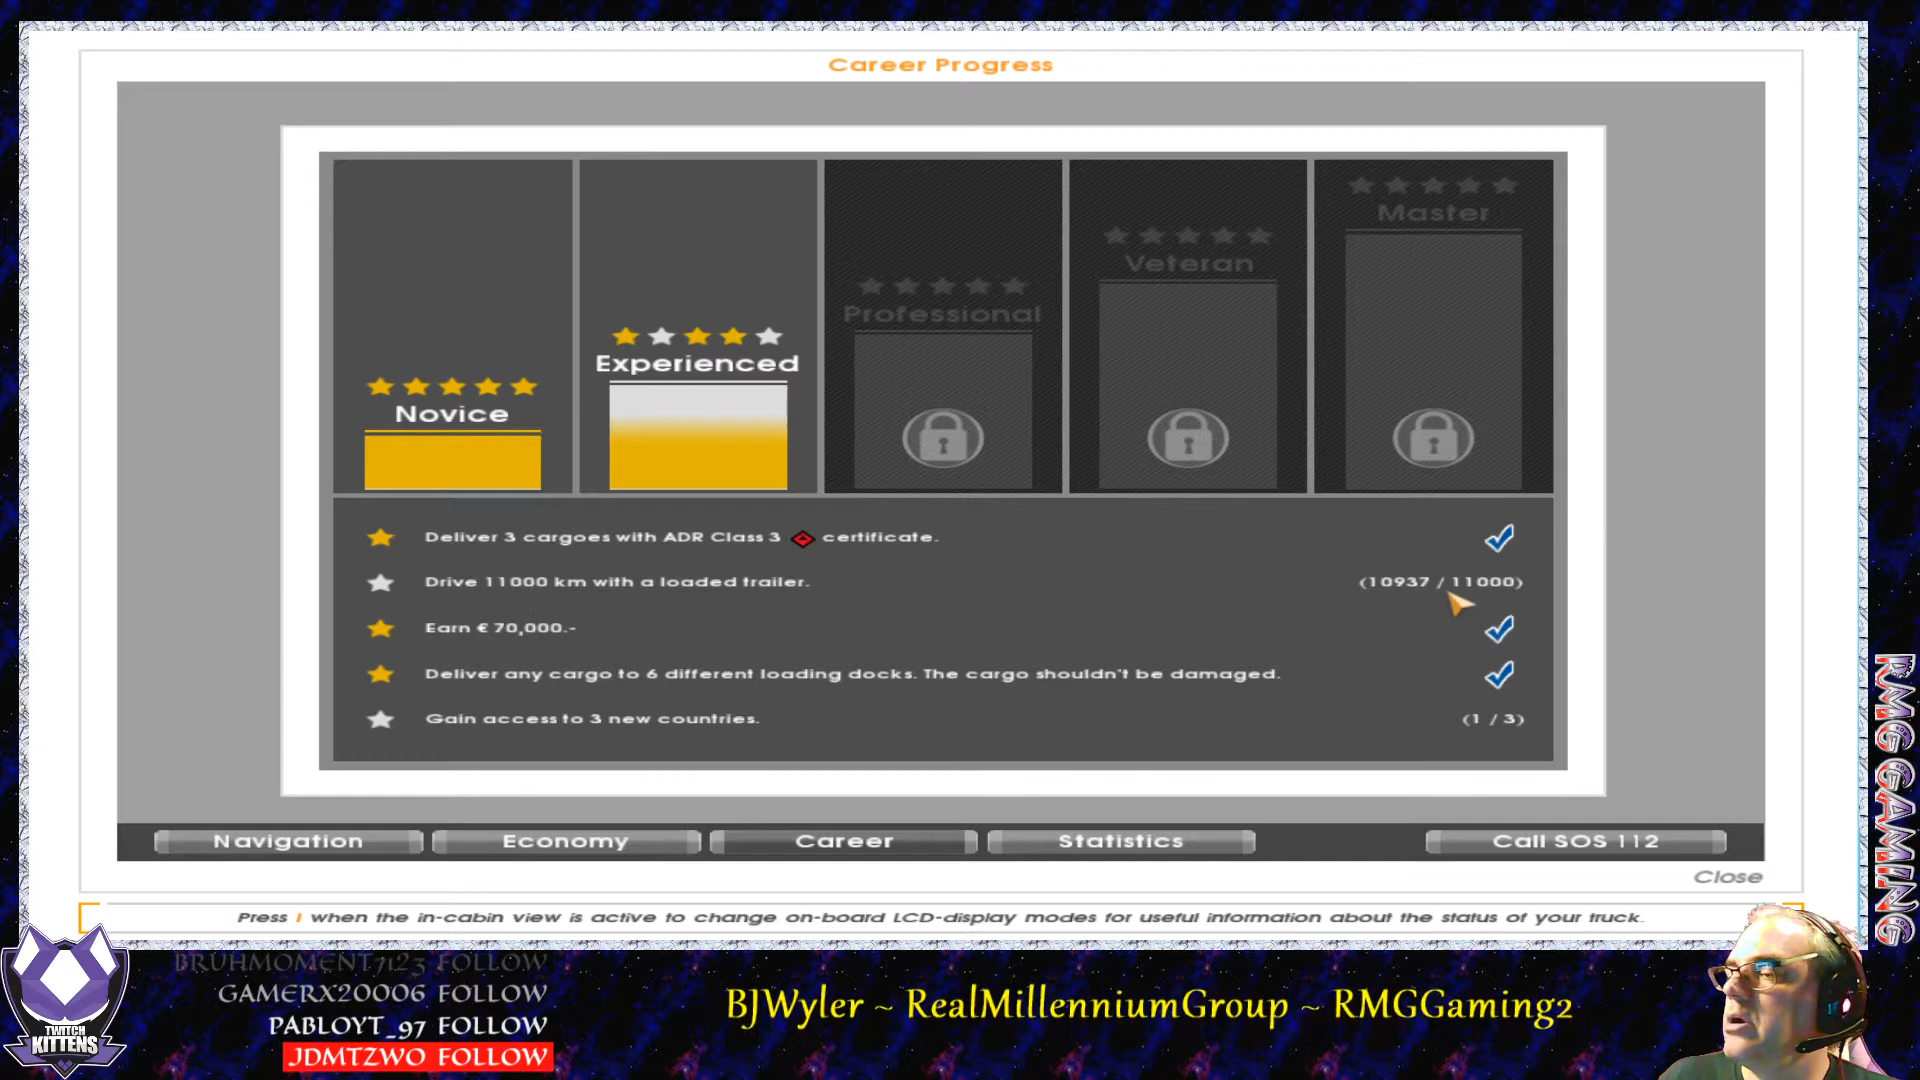 Career Progress
Master
Veteran
Professional
Experienced
Novice
Deliver 3 cargoes with ADR Class 3 certificate.
Drive 11000 km with a loaded trailer. (10937 / 11000)
Earn € 70,000.-
Deliver any cargo to 6 different loading docks. The cargo shouldn't be damaged.
Gain access to 3 new countries. (1 / 3)
Navigation Economy Career Statistics Call SOS 112
Close
Press I when the in-cabin view is active to change on-board LCD-display modes for useful information about the status of your truck.
RMG GAMING
BRUHMOMENT7123 FOLLOW
GAMERX20006 FOLLOW
PABLOYT_97 FOLLOW
JDMTZWO FOLLOW
TWITCH
KITTENS
BJWyler ~ RealMillenniumGroup ~ RMGGaming2